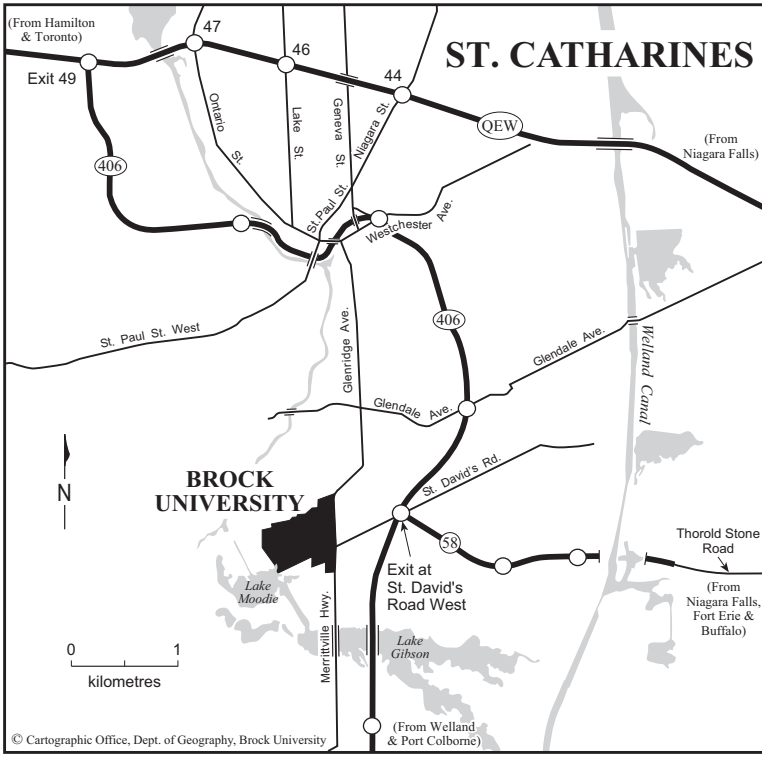 (From Hamilton
& Toronto)
47
46
44
ST. CATHARINES
Exit 49
QEW
(From
Niagara Falls)
406
Ontario
St.
Lake St.
Geneva St.
Niagara St.
St. Paul St.
Westchester
Ave.
St. Paul St. West
Glenridge Ave.
406
Glendale Ave.
Welland Canal
Glendale Ave.
N
BROCK
UNIVERSITY
St. David's Rd.
58
Thorold Stone
Road
Exit at
St. David's
Road West
(From
Niagara Falls,
Fort Erie &
Buffalo)
Lake
Moodie
Merrittville Hwy.
Lake
Gibson
0 1
kilometres
(From Welland
& Port Colborne)
© Cartographic Office, Dept. of Geography, Brock University